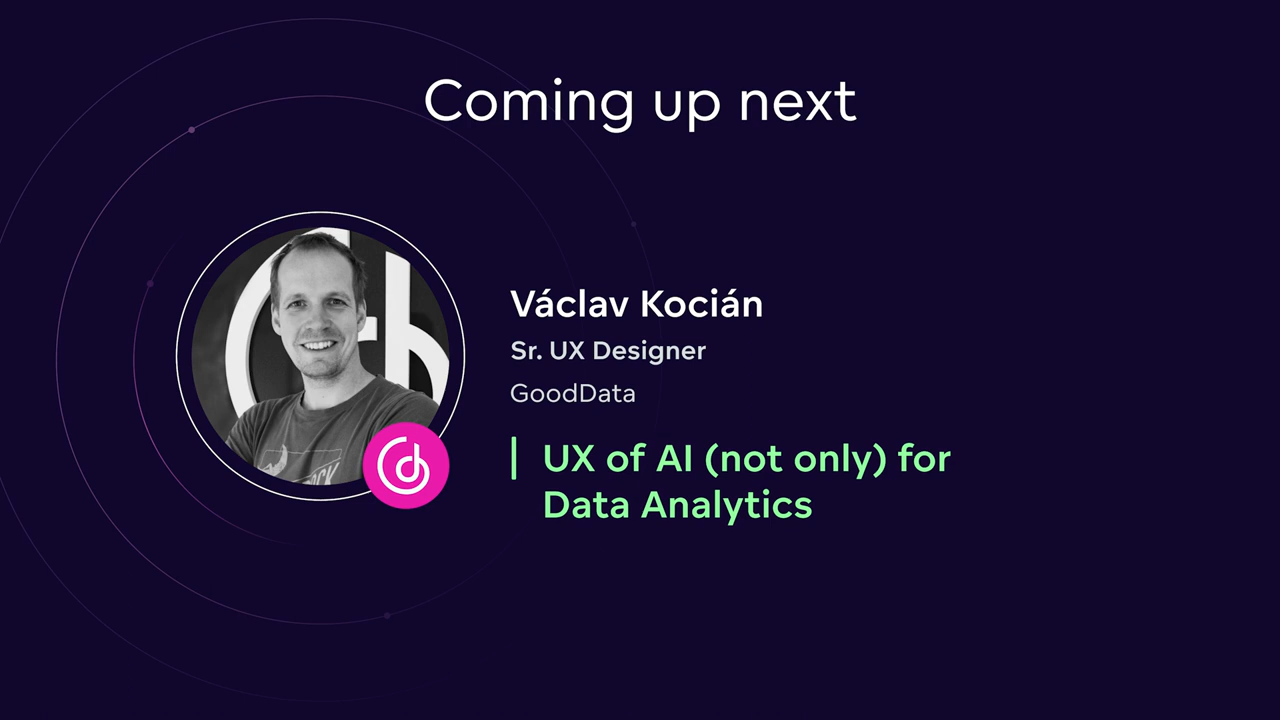 Coming up next
Václav Kocián
Sr. UX Designer
GoodData
UX of AI (not only) for
Data Analytics